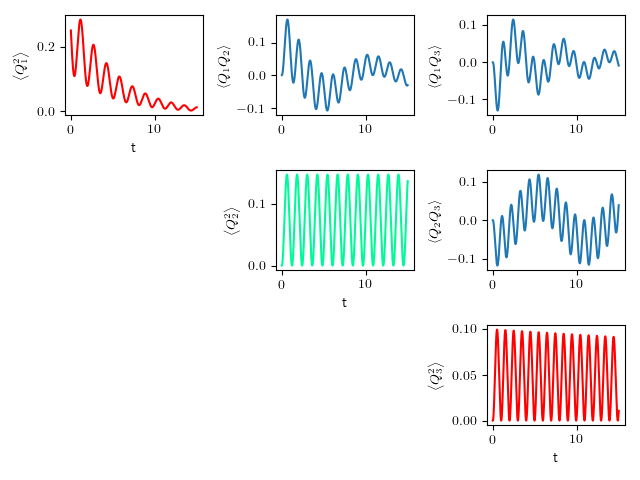 ⟨Q₁²⟩ 0.2 0.0 0 10 t
⟨Q₁Q₂⟩ 0.1 0.0 −0.1 0 10
⟨Q₁Q₃⟩ 0.1 0.0 −0.1 0 10
⟨Q₂²⟩ 0.1 0.0 0 10 t
⟨Q₂Q₃⟩ 0.1 0.0 −0.1 0 10
⟨Q₃²⟩ 0.10 0.05 0.00 0 10 t